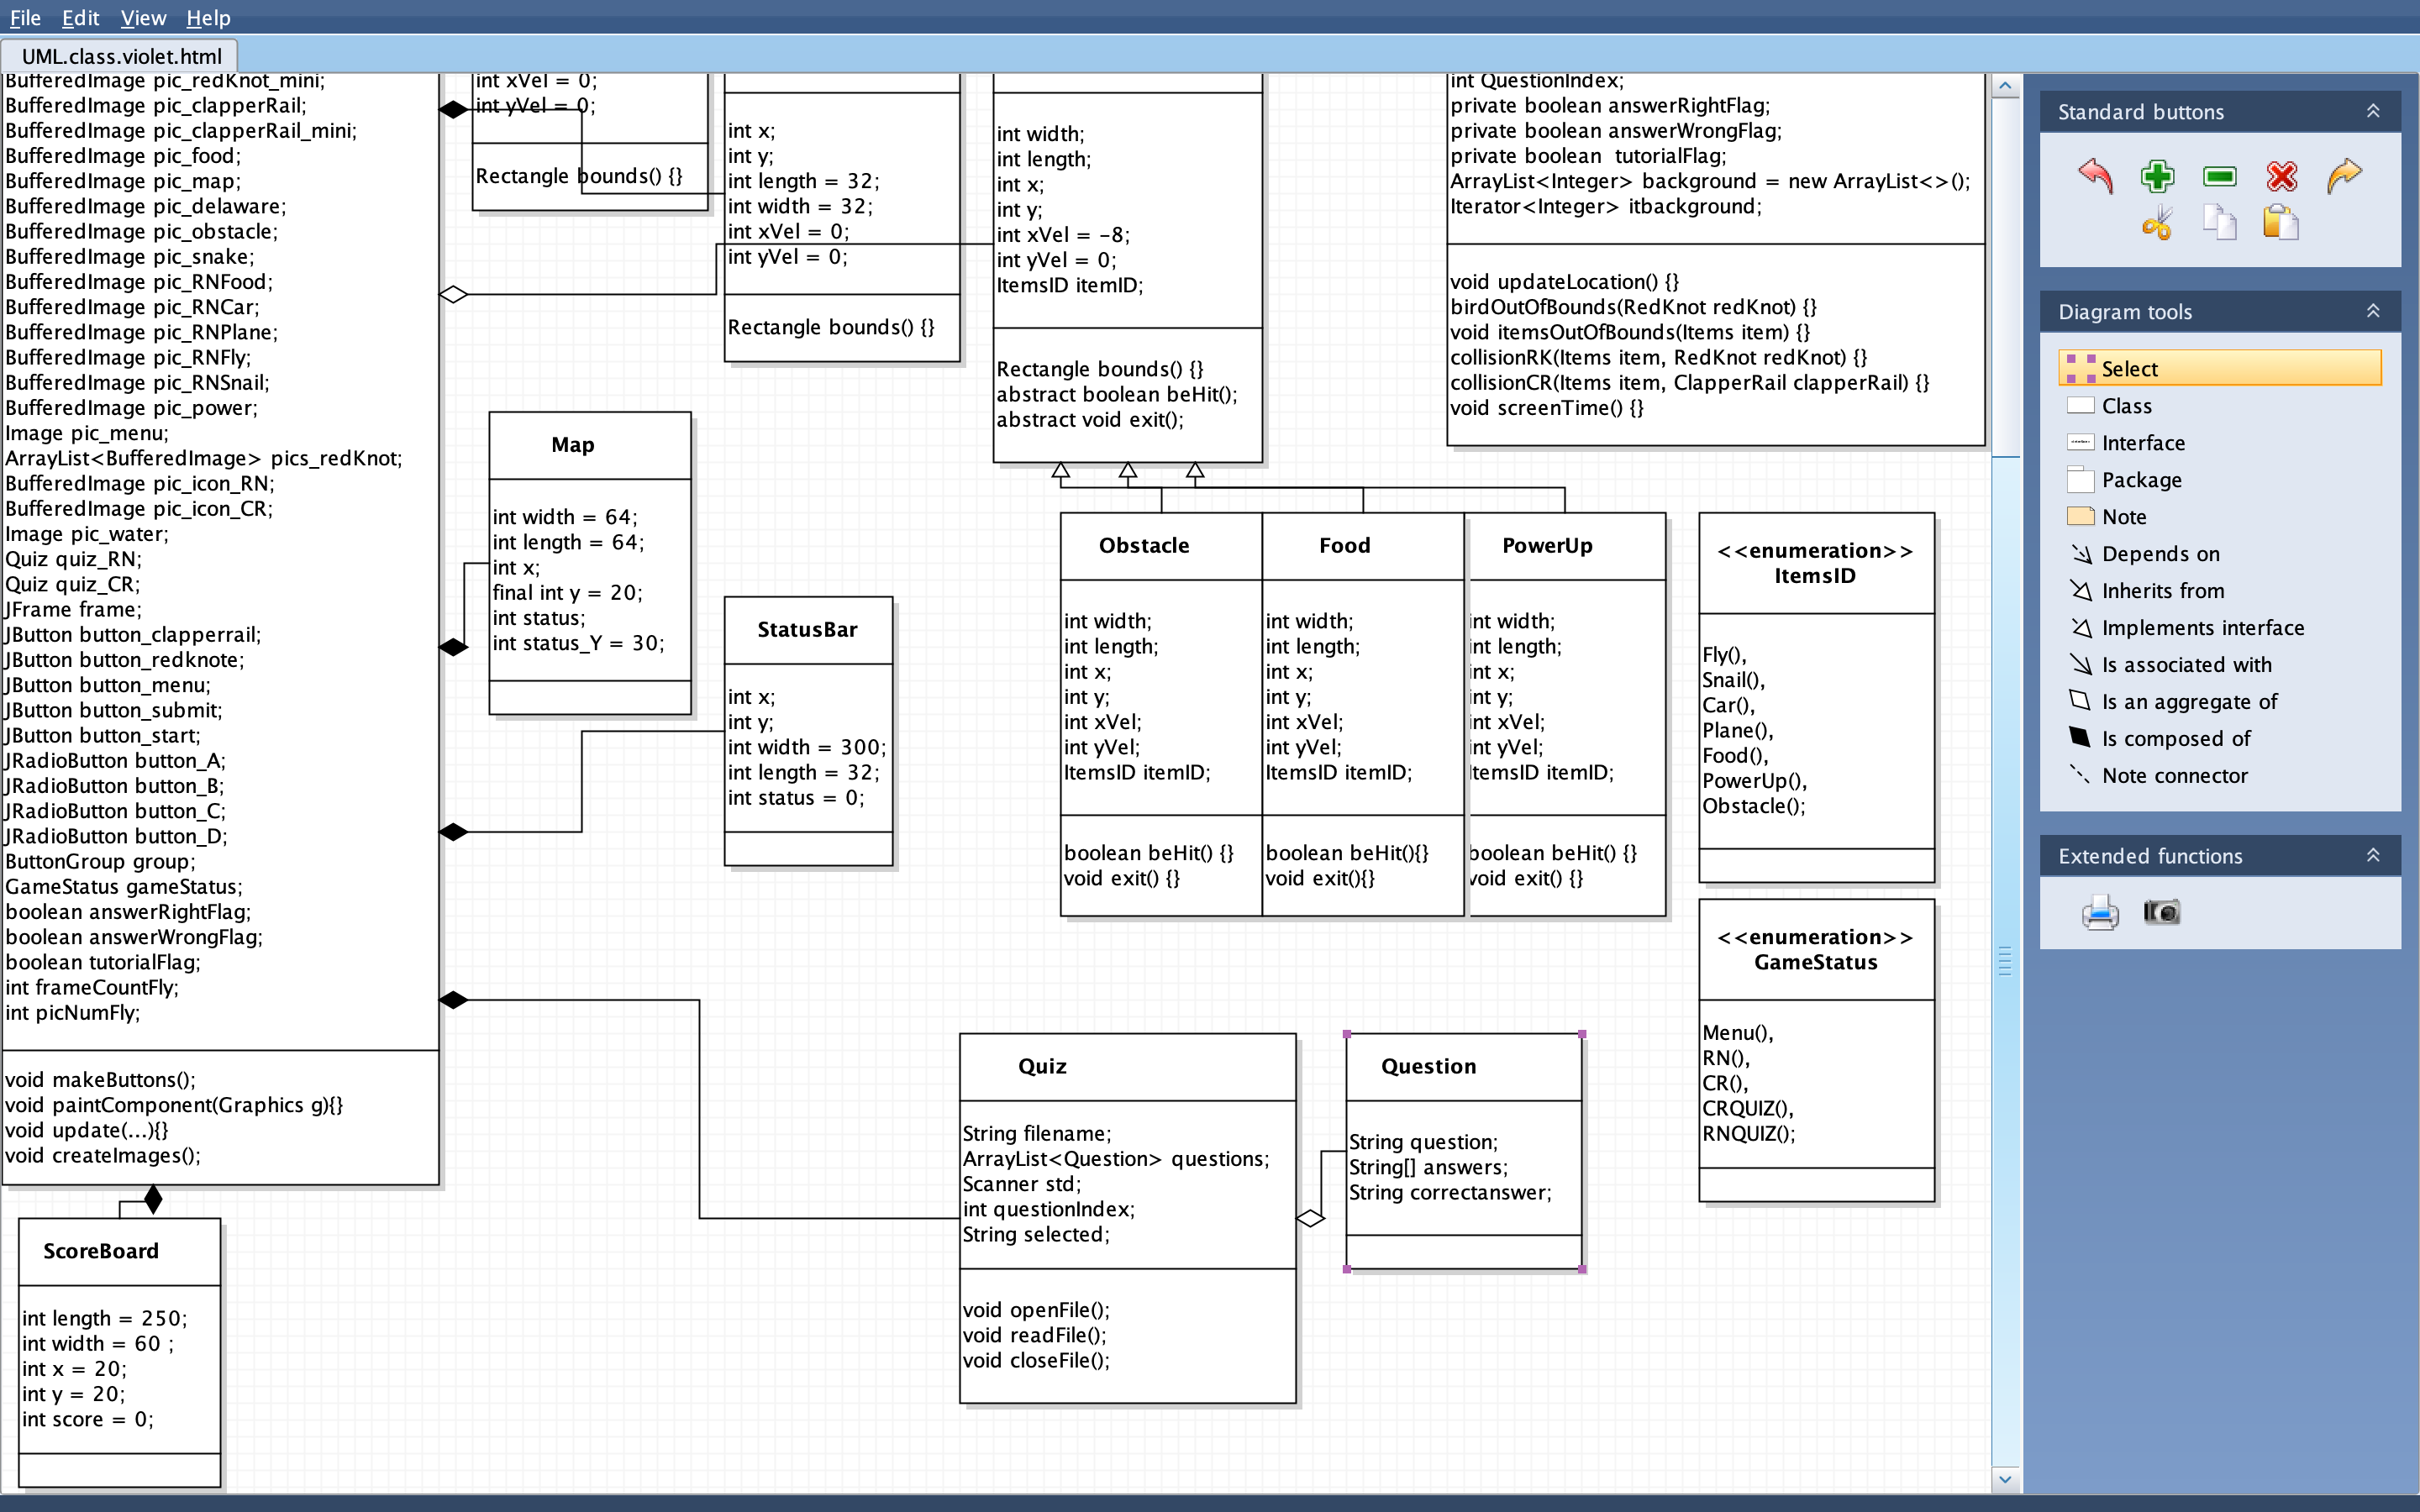 File Edit View Help
UML.class.violet.html
BufferedImage pic_redKnot_mini;
BufferedImage pic_clapperRail;
BufferedImage pic_clapperRail_mini;
BufferedImage pic_food;
BufferedImage pic_map;
BufferedImage pic_delaware;
BufferedImage pic_obstacle;
BufferedImage pic_snake;
BufferedImage pic_RNFood;
BufferedImage pic_RNCar;
BufferedImage pic_RNPlane;
BufferedImage pic_RNFly;
BufferedImage pic_RNSnail;
BufferedImage pic_power;
Image pic_menu;
ArrayList<BufferedImage> pics_redKnot;
BufferedImage pic_icon_RN;
BufferedImage pic_icon_CR;
Image pic_water;
Quiz quiz_RN;
Quiz quiz_CR;
JFrame frame;
JButton button_clapperrail;
JButton button_redknote;
JButton button_menu;
JButton button_submit;
JButton button_start;
JRadioButton button_A;
JRadioButton button_B;
JRadioButton button_C;
JRadioButton button_D;
ButtonGroup group;
GameStatus gameStatus;
boolean answerRightFlag;
boolean answerWrongFlag;
boolean tutorialFlag;
int frameCountFly;
int picNumFly;
void makeButtons();
void paintComponent(Graphics g){}
void update(...){}
void createImages();
ScoreBoard
int length = 250;
int width = 60 ;
int x = 20;
int y = 20;
int score = 0;
int xVel = 0;
int yVel = 0;
Rectangle bounds() {}
int x;
int y;
int length = 32;
int width = 32;
int xVel = 0;
int yVel = 0;
Rectangle bounds() {}
int width;
int length;
int x;
int y;
int xVel = -8;
int yVel = 0;
ItemsID itemID;
Rectangle bounds() {}
abstract boolean beHit();
abstract void exit();
int QuestionIndex;
private boolean answerRightFlag;
private boolean answerWrongFlag;
private boolean  tutorialFlag;
ArrayList<Integer> background = new ArrayList<>();
Iterator<Integer> itbackground;
void updateLocation() {}
birdOutOfBounds(RedKnot redKnot) {}
void itemsOutOfBounds(Items item) {}
collisionRK(Items item, RedKnot redKnot) {}
collisionCR(Items item, ClapperRail clapperRail) {}
void screenTime() {}
Map
int width = 64;
int length = 64;
int x;
final int y = 20;
int status;
int status_Y = 30;
StatusBar
int x;
int y;
int width = 300;
int length = 32;
int status = 0;
Obstacle
int width;
int length;
int x;
int y;
int xVel;
int yVel;
ItemsID itemID;
boolean beHit() {}
void exit() {}
Food
int width;
int length;
int x;
int y;
int xVel;
int yVel;
ItemsID itemID;
boolean beHit(){}
void exit(){}
PowerUp
int width;
int length;
int x;
int y;
int xVel;
int yVel;
ItemsID itemID;
boolean beHit() {}
void exit() {}
<<enumeration>>
ItemsID
Fly(),
Snail(),
Car(),
Plane(),
Food(),
PowerUp(),
Obstacle();
<<enumeration>>
GameStatus
Menu(),
RN(),
CR(),
CRQUIZ(),
RNQUIZ();
Quiz
String filename;
ArrayList<Question> questions;
Scanner std;
int questionIndex;
String selected;
void openFile();
void readFile();
void closeFile();
Question
String question;
String[] answers;
String correctanswer;
Standard buttons
Diagram tools
Select
Class
Interface
Package
Note
Depends on
Inherits from
Implements interface
Is associated with
Is an aggregate of
Is composed of
Note connector
Extended functions